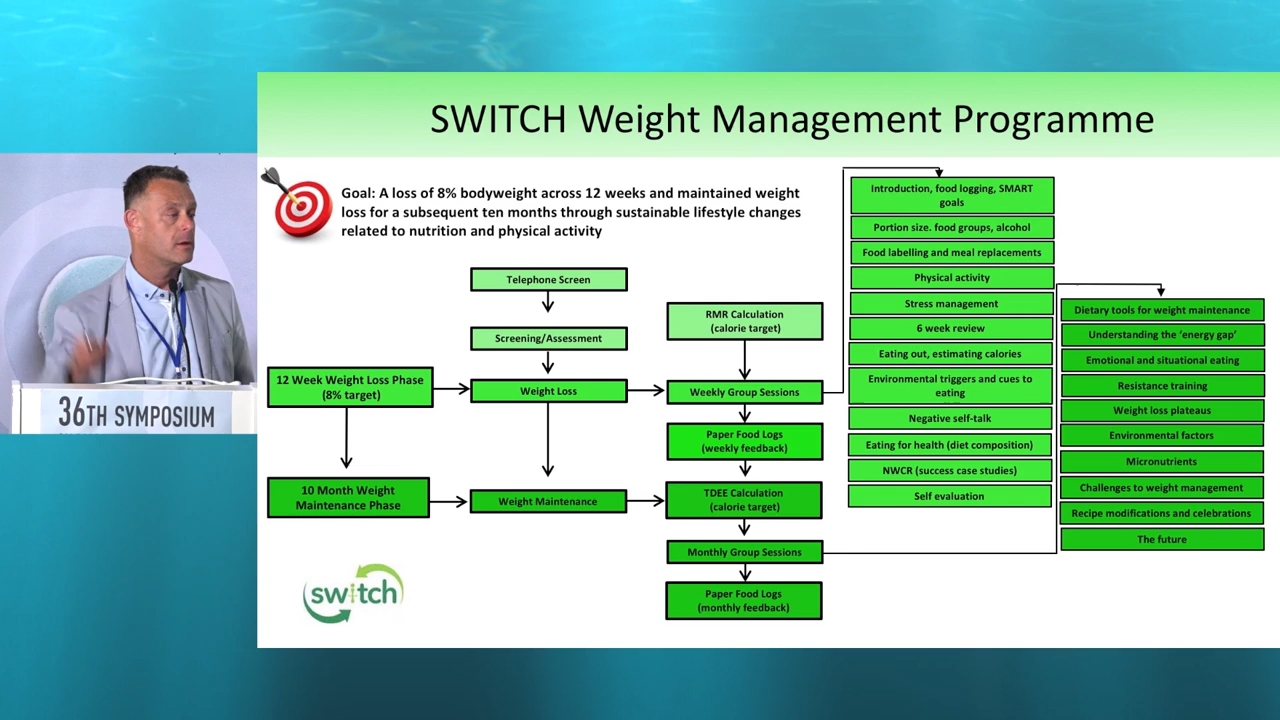 SWITCH Weight Management Programme
Goal: A loss of 8% bodyweight across 12 weeks and maintained weight
loss for a subsequent ten months through sustainable lifestyle changes
related to nutrition and physical activity
Telephone Screen
Screening/Assessment
12 Week Weight Loss Phase
(8% target)
Weight Loss
10 Month Weight
Maintenance Phase
Weight Maintenance
RMR Calculation
(calorie target)
Weekly Group Sessions
Paper Food Logs
(weekly feedback)
TDEE Calculation
(calorie target)
Monthly Group Sessions
Paper Food Logs
(monthly feedback)
Introduction, food logging, SMART
goals
Portion size. food groups, alcohol
Food labelling and meal replacements
Physical activity
Stress management
6 week review
Eating out, estimating calories
Environmental triggers and cues to
eating
Negative self-talk
Eating for health (diet composition)
NWCR (success case studies)
Self evaluation
Dietary tools for weight maintenance
Understanding the ‘energy gap’
Emotional and situational eating
Resistance training
Weight loss plateaus
Environmental factors
Micronutrients
Challenges to weight management
Recipe modifications and celebrations
The future
switch
36TH SYMPOSIUM